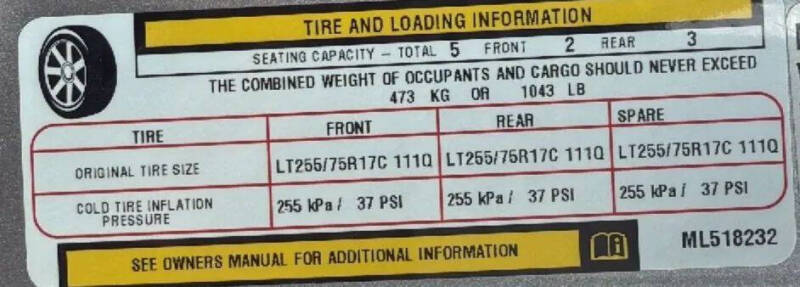 TIRE AND LOADING INFORMATION
SEATING CAPACITY – TOTAL 5 FRONT 2 REAR 3
THE COMBINED WEIGHT OF OCCUPANTS AND CARGO SHOULD NEVER EXCEED
473 KG OR 1043 LB
TIRE FRONT REAR SPARE
ORIGINAL TIRE SIZE LT255/75R17C 111Q LT255/75R17C 111Q LT255/75R17C 111Q
COLD TIRE INFLATION PRESSURE 255 kPa / 37 PSI 255 kPa / 37 PSI 255 kPa / 37 PSI
SEE OWNERS MANUAL FOR ADDITIONAL INFORMATION
ML518232